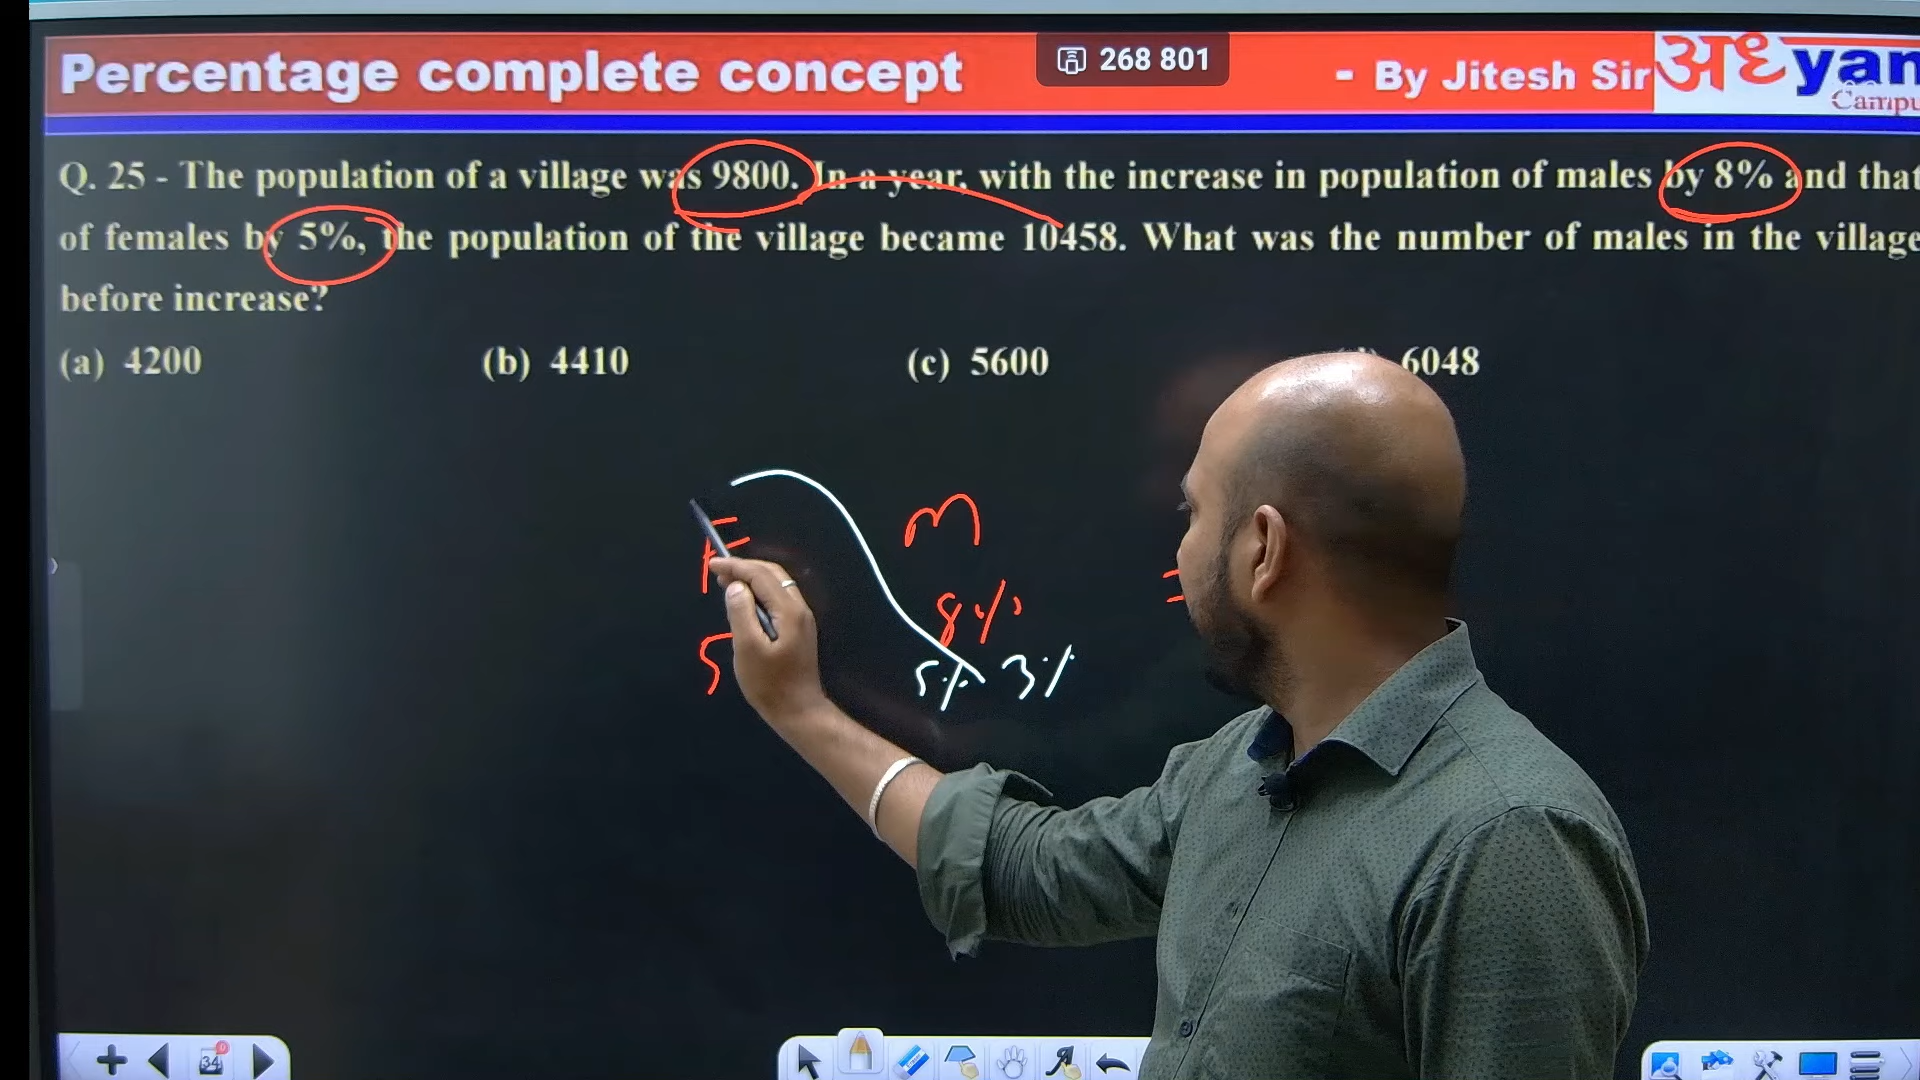 Percentage complete concept
268 801
- By Jitesh Sir
अध्yan
Campu
Q. 25 - The population of a village was 9800. In a year, with the increase in population of males by 8% and that
of females by 5%, the population of the village became 10458. What was the number of males in the village
before increase?
(a) 4200 (b) 4410 (c) 5600 6048
F m
8%
5
5% 3%
34